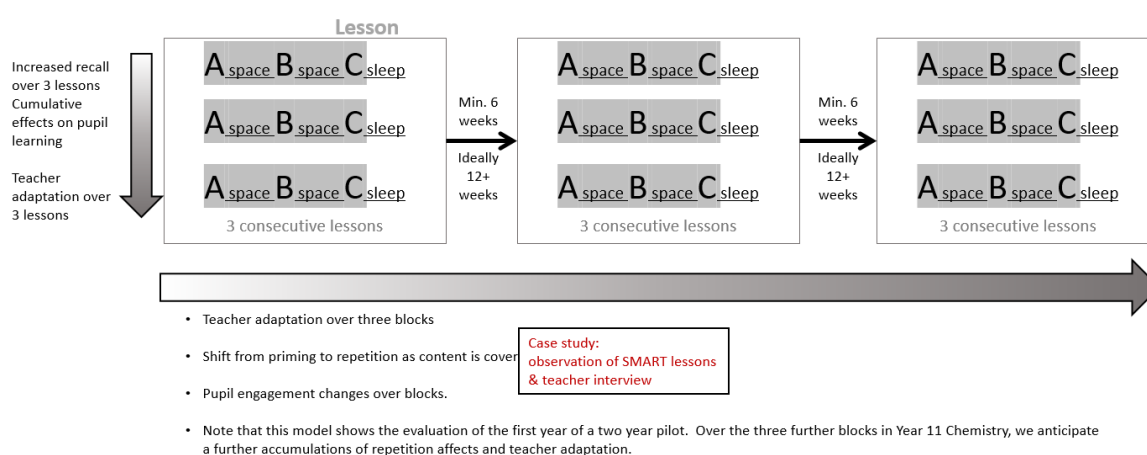 Lesson
Increased recall
over 3 lessons
Cumulative
effects on pupil
learning
Teacher
adaptation over
3 lessons
A space B space C sleep
A space B space C sleep
A space B space C sleep
3 consecutive lessons
Min. 6
weeks
Ideally
12+
weeks
A space B space C sleep
A space B space C sleep
A space B space C sleep
3 consecutive lessons
Min. 6
weeks
Ideally
12+
weeks
A space B space C sleep
A space B space C sleep
A space B space C sleep
3 consecutive lessons
• Teacher adaptation over three blocks
• Shift from priming to repetition as content is cover
Case study:
observation of SMART lessons
& teacher interview
• Pupil engagement changes over blocks.
• Note that this model shows the evaluation of the first year of a two year pilot. Over the three further blocks in Year 11 Chemistry, we anticipate
a further accumulations of repetition affects and teacher adaptation.